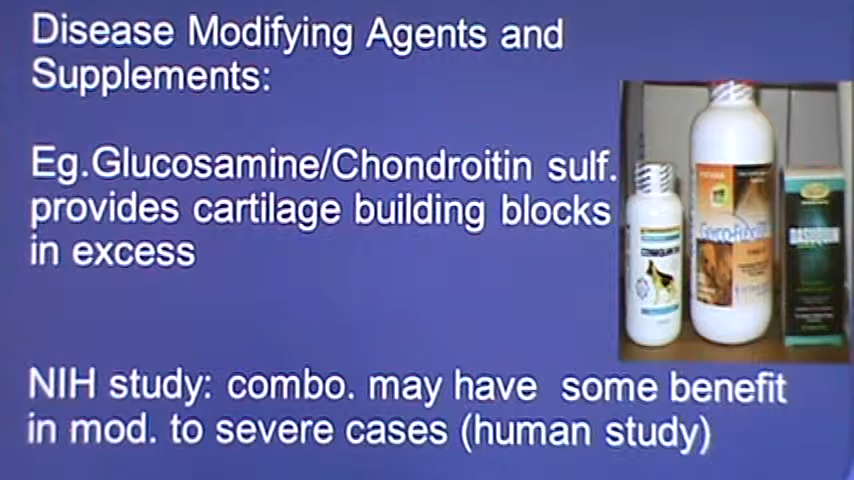 Disease Modifying Agents and
Supplements:
Eg.Glucosamine/Chondroitin sulf.
provides cartilage building blocks
in excess
NIH study: combo. may have some benefit
in mod. to severe cases (human study)